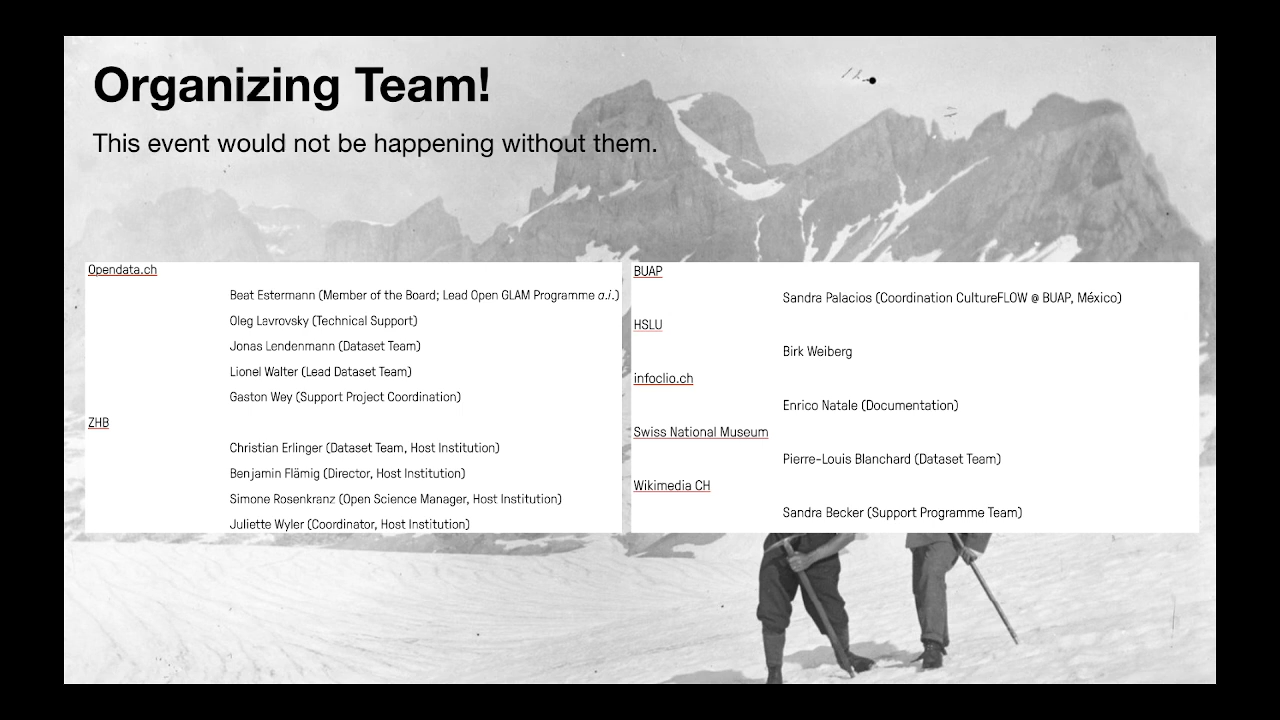 Organizing Team!
This event would not be happening without them.
Opendata.ch
Beat Estermann (Member of the Board; Lead Open GLAM Programme a.i.)
Oleg Lavrovsky (Technical Support)
Jonas Lendenmann (Dataset Team)
Lionel Walter (Lead Dataset Team)
Gaston Wey (Support Project Coordination)
ZHB
Christian Erlinger (Dataset Team, Host Institution)
Benjamin Flämig (Director, Host Institution)
Simone Rosenkranz (Open Science Manager, Host Institution)
Juliette Wyler (Coordinator, Host Institution)
BUAP
Sandra Palacios (Coordination CultureFLOW @ BUAP, México)
HSLU
Birk Weiberg
infoclio.ch
Enrico Natale (Documentation)
Swiss National Museum
Pierre-Louis Blanchard (Dataset Team)
Wikimedia CH
Sandra Becker (Support Programme Team)